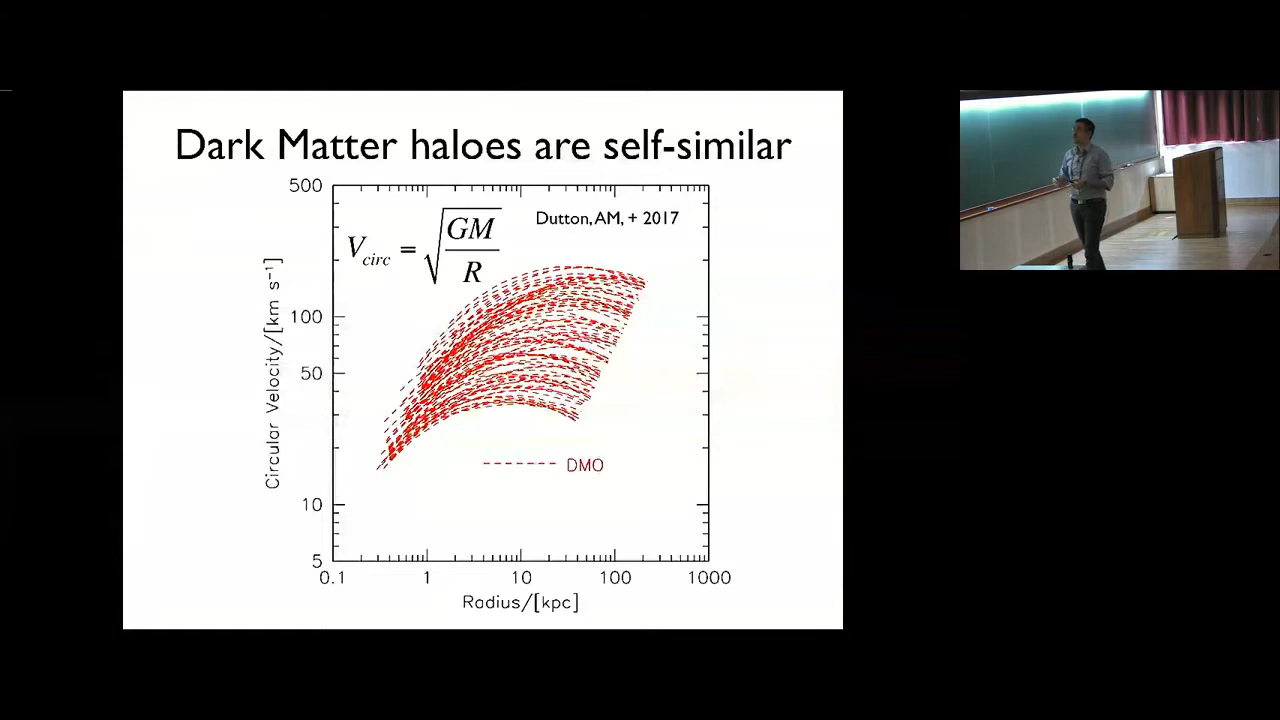 Dark Matter haloes are self-similar
500
100
50
10
5
Circular Velocity/[km s⁻¹]
V_circ = √(GM/R)
Dutton, AM, + 2017
DMO
0.1 1 10 100 1000
Radius/[kpc]